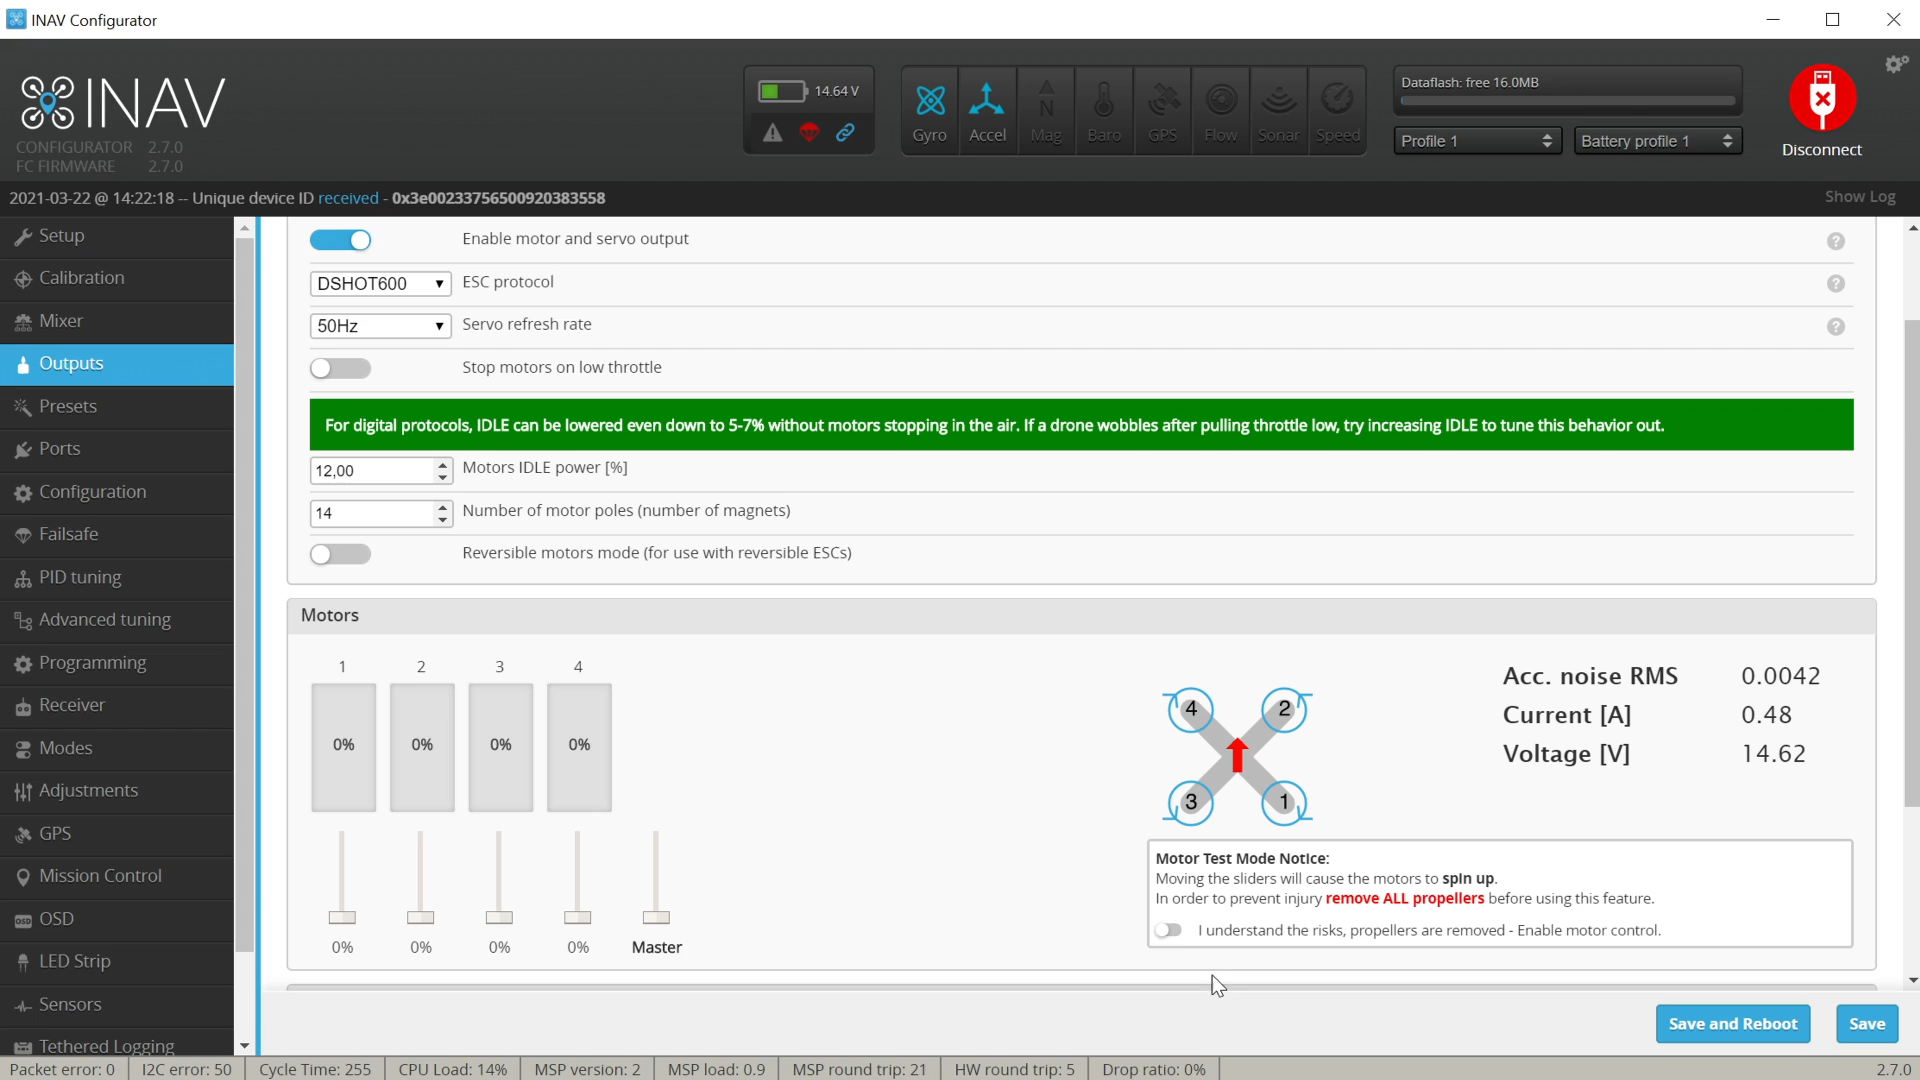 INAV Configurator
INAV
CONFIGURATOR 2.7.0
FC FIRMWARE 2.7.0
14.64 V
Gyro Accel Mag Baro GPS Flow Sonar Speed
N
Dataflash: free 16.0MB
Profile 1 Battery profile 1
Disconnect
2021-03-22 @ 14:22:18 -- Unique device ID received - 0x3e00233756500920383558
Show Log
Setup
Calibration
Mixer
Outputs
Presets
Ports
Configuration
Failsafe
PID tuning
Advanced tuning
Programming
Receiver
Modes
Adjustments
GPS
Mission Control
OSD OSD
LED Strip
Sensors
Tethered Logging
Enable motor and servo output ?
DSHOT600 ESC protocol ?
50Hz Servo refresh rate ?
Stop motors on low throttle
For digital protocols, IDLE can be lowered even down to 5-7% without motors stopping in the air. If a drone wobbles after pulling throttle low, try increasing IDLE to tune this behavior out.
12,00 Motors IDLE power [%]
14 Number of motor poles (number of magnets)
Reversible motors mode (for use with reversible ESCs)
Motors
1 2 3 4
0% 0% 0% 0%
0% 0% 0% 0% Master
4 2
3 1
Acc. noise RMS 0.0042
Current [A] 0.48
Voltage [V] 14.62
Motor Test Mode Notice:
Moving the sliders will cause the motors to spin up.
In order to prevent injury remove ALL propellers before using this feature.
I understand the risks, propellers are removed - Enable motor control.
Save and Reboot Save
Packet error: 0 I2C error: 50 Cycle Time: 255 CPU Load: 14% MSP version: 2 MSP load: 0.9 MSP round trip: 21 HW round trip: 5 Drop ratio: 0% 2.7.0